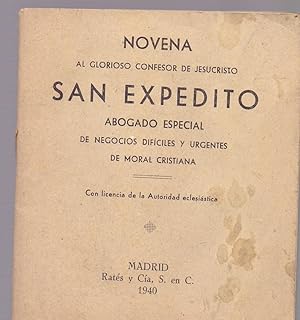 NOVENA
AL GLORIOSO CONFESOR DE JESUCRISTO
SAN EXPEDITO
ABOGADO ESPECIAL
DE NEGOCIOS DIFÍCILES Y URGENTES
DE MORAL CRISTIANA
Con licencia de la Autoridad eclesiástica
MADRID
Ratés y Cía, S. en C.
1940